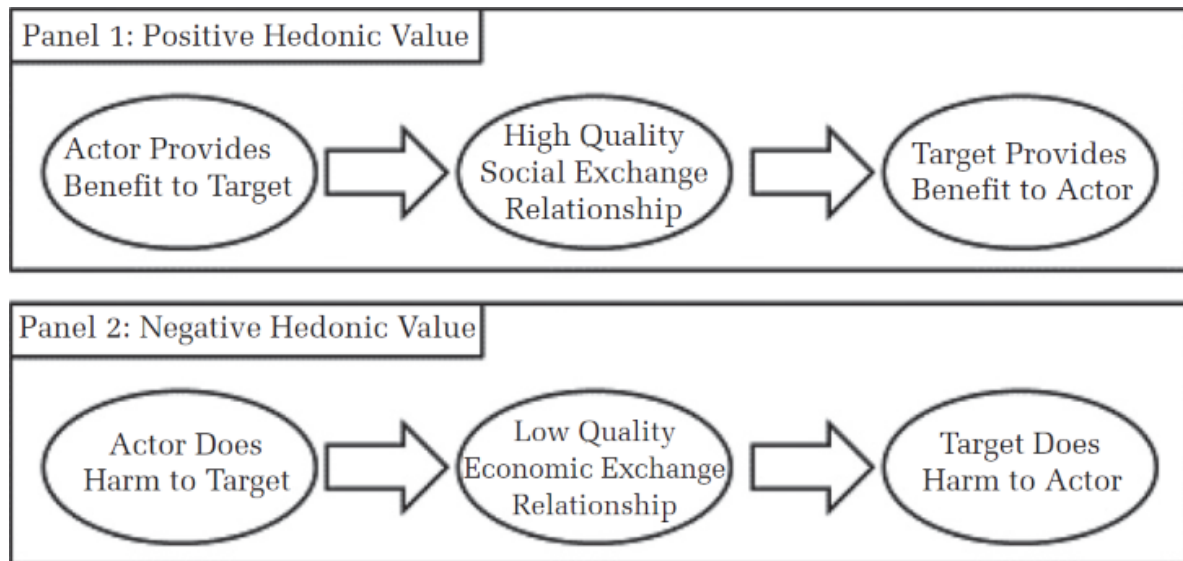 Panel 1: Positive Hedonic Value
Actor Provides
Benefit to Target
High Quality
Social Exchange
Relationship
Target Provides
Benefit to Actor
Panel 2: Negative Hedonic Value
Actor Does
Harm to Target
Low Quality
Economic Exchange
Relationship
Target Does
Harm to Actor